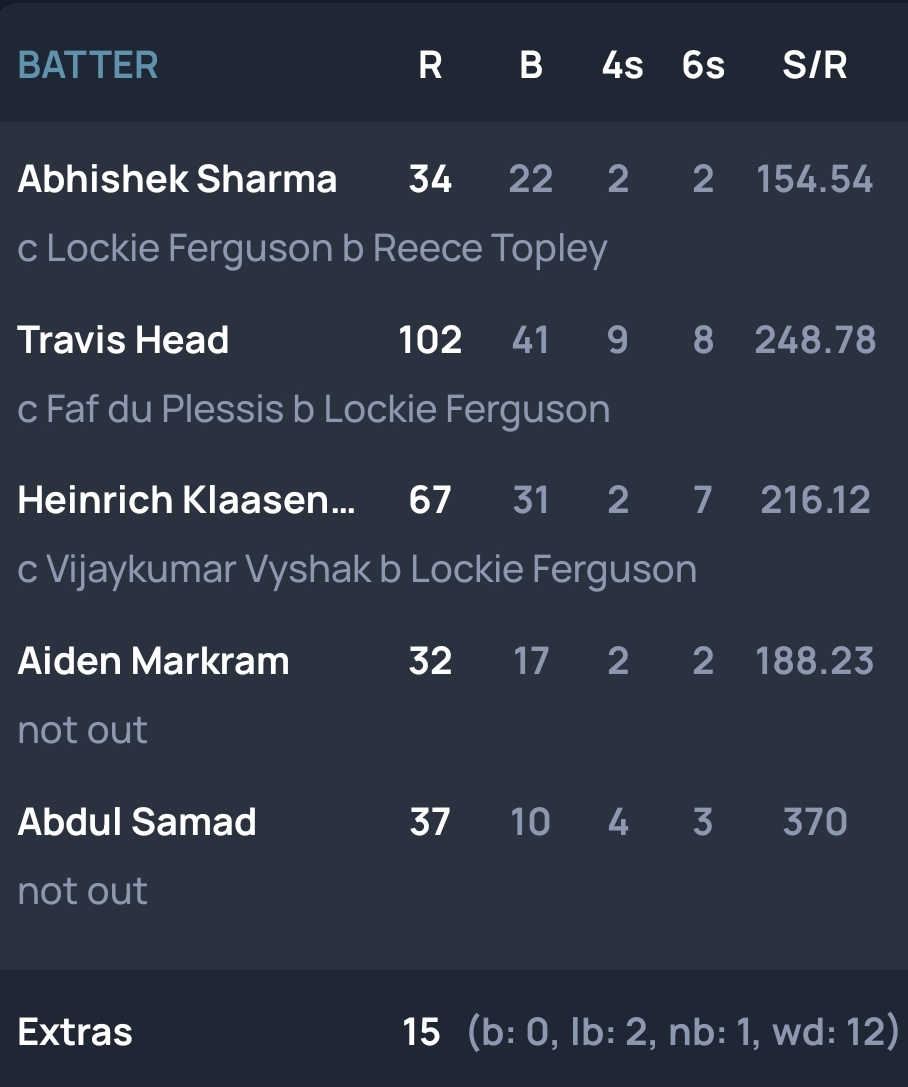 BATTER R B 4s 6s S/R
Abhishek Sharma 34 22 2 2 154.54
c Lockie Ferguson b Reece Topley
Travis Head 102 41 9 8 248.78
c Faf du Plessis b Lockie Ferguson
Heinrich Klaasen... 67 31 2 7 216.12
c Vijaykumar Vyshak b Lockie Ferguson
Aiden Markram 32 17 2 2 188.23
not out
Abdul Samad 37 10 4 3 370
not out
Extras 15 (b: 0, lb: 2, nb: 1, wd: 12)